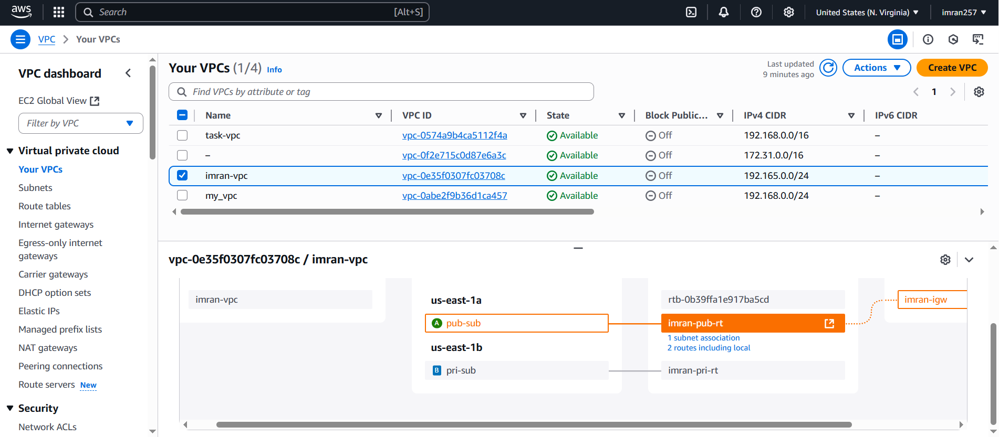 aws
Search [Alt+S]
United States (N. Virginia)
imran257
VPC
Your VPCs
VPC dashboard
EC2 Global View
Filter by VPC
Virtual private cloud
Your VPCs
Subnets
Route tables
Internet gateways
Egress-only internet
gateways
Carrier gateways
DHCP option sets
Elastic IPs
Managed prefix lists
NAT gateways
Peering connections
Route servers New
Security
Network ACLs
Your VPCs (1/4) Info
Last updated
9 minutes ago
Actions
Create VPC
Find VPCs by attribute or tag
1
Name VPC ID State Block Public... IPv4 CIDR IPv6 CIDR
task-vpc vpc-0574a9b4ca5112f4a Available Off 192.168.0.0/16 –
– vpc-0f2e715c0d87e6a3c Available Off 172.31.0.0/16 –
imran-vpc vpc-0e35f0307fc03708c Available Off 192.165.0.0/24 –
my_vpc vpc-0abe2f9b36d1ca457 Available Off 192.168.0.0/24 –
vpc-0e35f0307fc03708c / imran-vpc
imran-vpc
us-east-1a
A pub-sub
us-east-1b
B pri-sub
rtb-0b39ffa1e917ba5cd
imran-pub-rt
1 subnet association
2 routes including local
imran-pri-rt
imran-igw